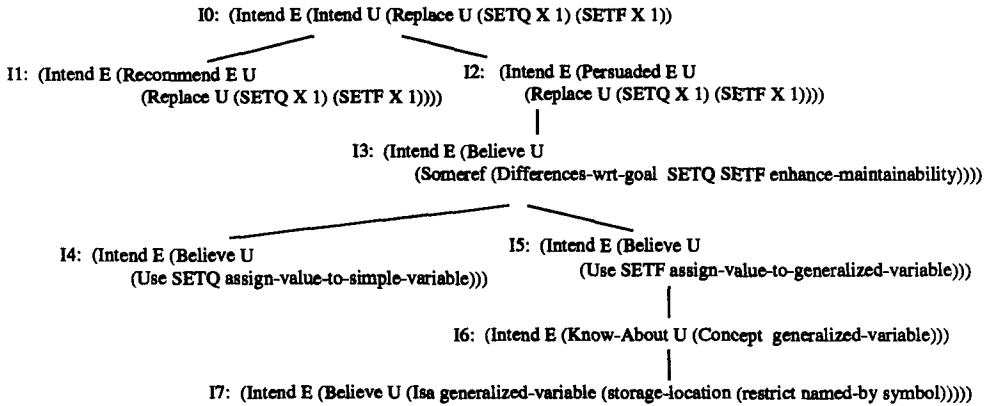 I0: (Intend E (Intend U (Replace U (SETQ X 1) (SETF X 1))
I1: (Intend E (Recommend E U
(Replace U (SETQ X 1) (SETF X 1))))
I2: (Intend E (Persuaded E U
(Replace U (SETQ X 1) (SETF X 1))))
I3: (Intend E (Believe U
(Someref (Differences-wrt-goal SETQ SETF enhance-maintainability))))
I4: (Intend E (Believe U
(Use SETQ assign-value-to-simple-variable)))
I5: (Intend E (Believe U
(Use SETF assign-value-to-generalized-variable)))
I6: (Intend E (Know-About U (Concept generalized-variable)))
I7: (Intend E (Believe U (Isa generalized-variable (storage-location (restrict named-by symbol)))))